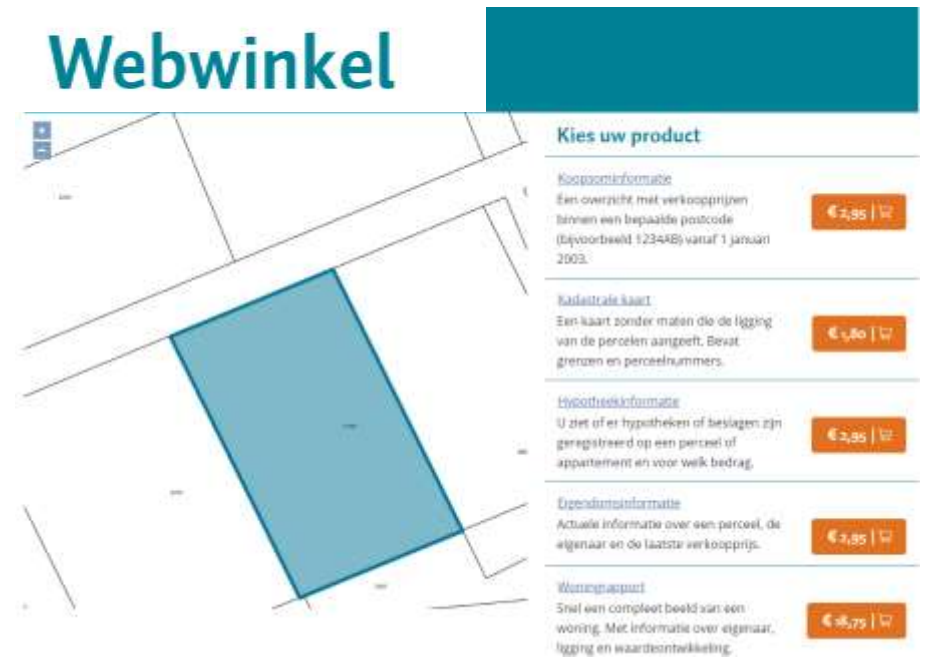 Webwinkel
Kies uw product
Koopsominformatie
Een overzicht met verkoopprijzen
binnen een bepaalde postcode
(bijvoorbeeld 1234AB) vanaf 1 januari
2003.
€ 2,95
Kadastrale kaart
Een kaart zonder maten die de ligging
van de percelen aangeeft. Bevat
grenzen en perceelnummers.
€ 1,80
Hypotheekinformatie
U ziet of er hypotheken of beslagen zijn
geregistreerd op een perceel of
appartement en voor welk bedrag.
€ 2,95
Eigendomsinformatie
Actuele informatie over een perceel, de
eigenaar en de laatste verkoopprijs.
€ 2,95
Woningrapport
Snel een compleet beeld van een
woning. Met informatie over eigenaar,
ligging en waardeontwikkeling.
€ 18,75